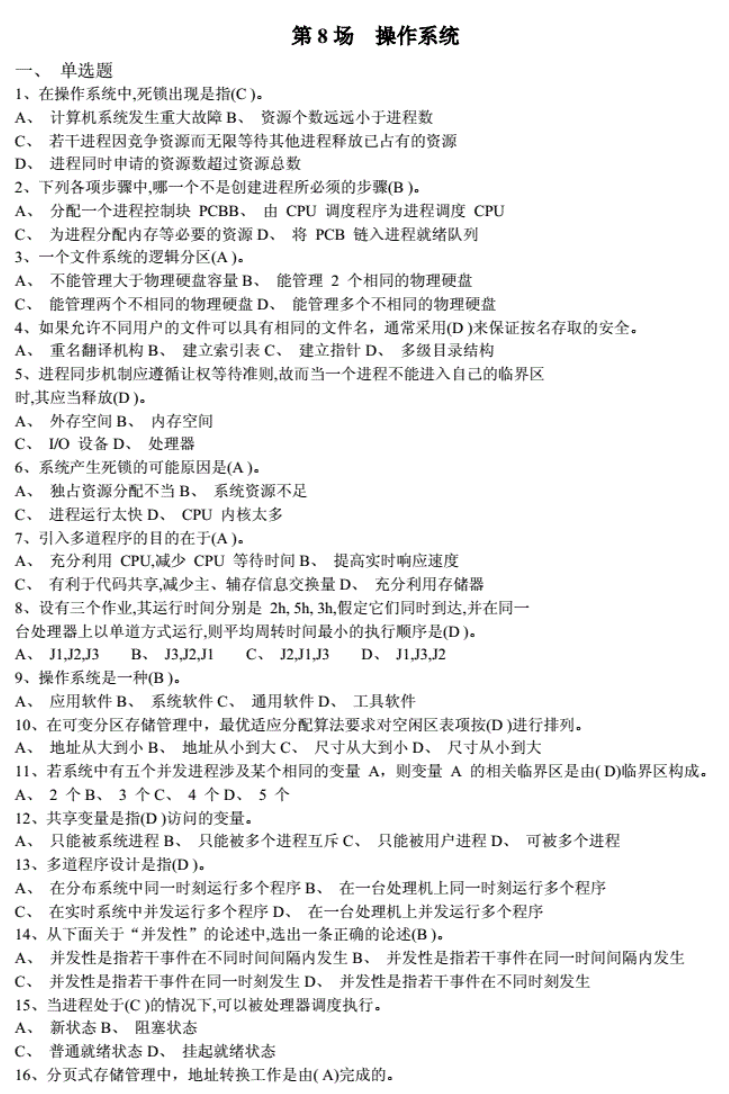 第 8 场 操作系统
一、 单选题
1、在操作系统中,死锁出现是指(C )。
A、 计算机系统发生重大故障 B、 资源个数远远小于进程数
C、 若干进程因竞争资源而无限等待其他进程释放已占有的资源
D、 进程同时申请的资源数超过资源总数
2、下列各项步骤中,哪一个不是创建进程所必须的步骤(B )。
A、 分配一个进程控制块 PCBB、 由 CPU 调度程序为进程调度 CPU
C、 为进程分配内存等必要的资源 D、 将 PCB 链入进程就绪队列
3、一个文件系统的逻辑分区(A )。
A、 不能管理大于物理硬盘容量 B、 能管理 2 个相同的物理硬盘
C、 能管理两个不相同的物理硬盘 D、 能管理多个不相同的物理硬盘
4、如果允许不同用户的文件可以具有相同的文件名，通常采用(D )来保证按名存取的安全。
A、 重名翻译机构 B、 建立索引表 C、 建立指针 D、 多级目录结构
5、进程同步机制应遵循让权等待准则,故而当一个进程不能进入自己的临界区
时,其应当释放(D )。
A、 外存空间 B、 内存空间
C、 I/O 设备 D、 处理器
6、系统产生死锁的可能原因是(A )。
A、 独占资源分配不当 B、 系统资源不足
C、 进程运行太快 D、 CPU 内核太多
7、引入多道程序的目的在于(A )。
A、 充分利用 CPU,减少 CPU 等待时间 B、 提高实时响应速度
C、 有利于代码共享,减少主、辅存信息交换量 D、 充分利用存储器
8、设有三个作业,其运行时间分别是 2h, 5h, 3h,假定它们同时到达,并在同一
台处理器上以单道方式运行,则平均周转时间最小的执行顺序是(D )。
A、 J1,J2,J3 B、 J3,J2,J1 C、 J2,J1,J3 D、 J1,J3,J2
9、操作系统是一种(B )。
A、 应用软件 B、 系统软件 C、 通用软件 D、 工具软件
10、在可变分区存储管理中，最优适应分配算法要求对空闲区表项按(D )进行排列。
A、 地址从大到小 B、 地址从小到大 C、 尺寸从大到小 D、 尺寸从小到大
11、若系统中有五个并发进程涉及某个相同的变量 A，则变量 A 的相关临界区是由( D)临界区构成。
A、 2 个 B、 3 个 C、 4 个 D、 5 个
12、共享变量是指(D )访问的变量。
A、 只能被系统进程 B、 只能被多个进程互斥 C、 只能被用户进程 D、 可被多个进程
13、多道程序设计是指(D )。
A、 在分布系统中同一时刻运行多个程序 B、 在一台处理机上同一时刻运行多个程序
C、 在实时系统中并发运行多个程序 D、 在一台处理机上并发运行多个程序
14、从下面关于“并发性”的论述中,选出一条正确的论述(B )。
A、 并发性是指若干事件在不同时间间隔内发生 B、 并发性是指若干事件在同一时间间隔内发生
C、 并发性是指若干事件在同一时刻发生 D、 并发性是指若干事件在不同时刻发生
15、当进程处于(C )的情况下,可以被处理器调度执行。
A、 新状态 B、 阻塞状态
C、 普通就绪状态 D、 挂起就绪状态
16、分页式存储管理中，地址转换工作是由( A)完成的。